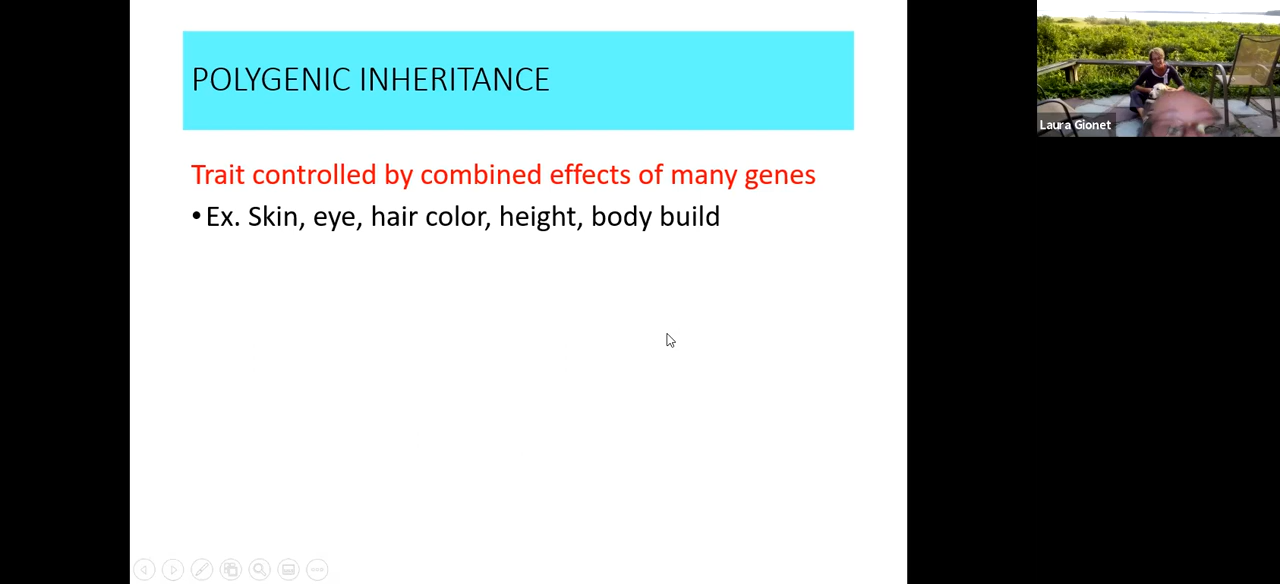 POLYGENIC INHERITANCE
Trait controlled by combined effects of many genes
•Ex. Skin, eye, hair color, height, body build
Laura Gionet